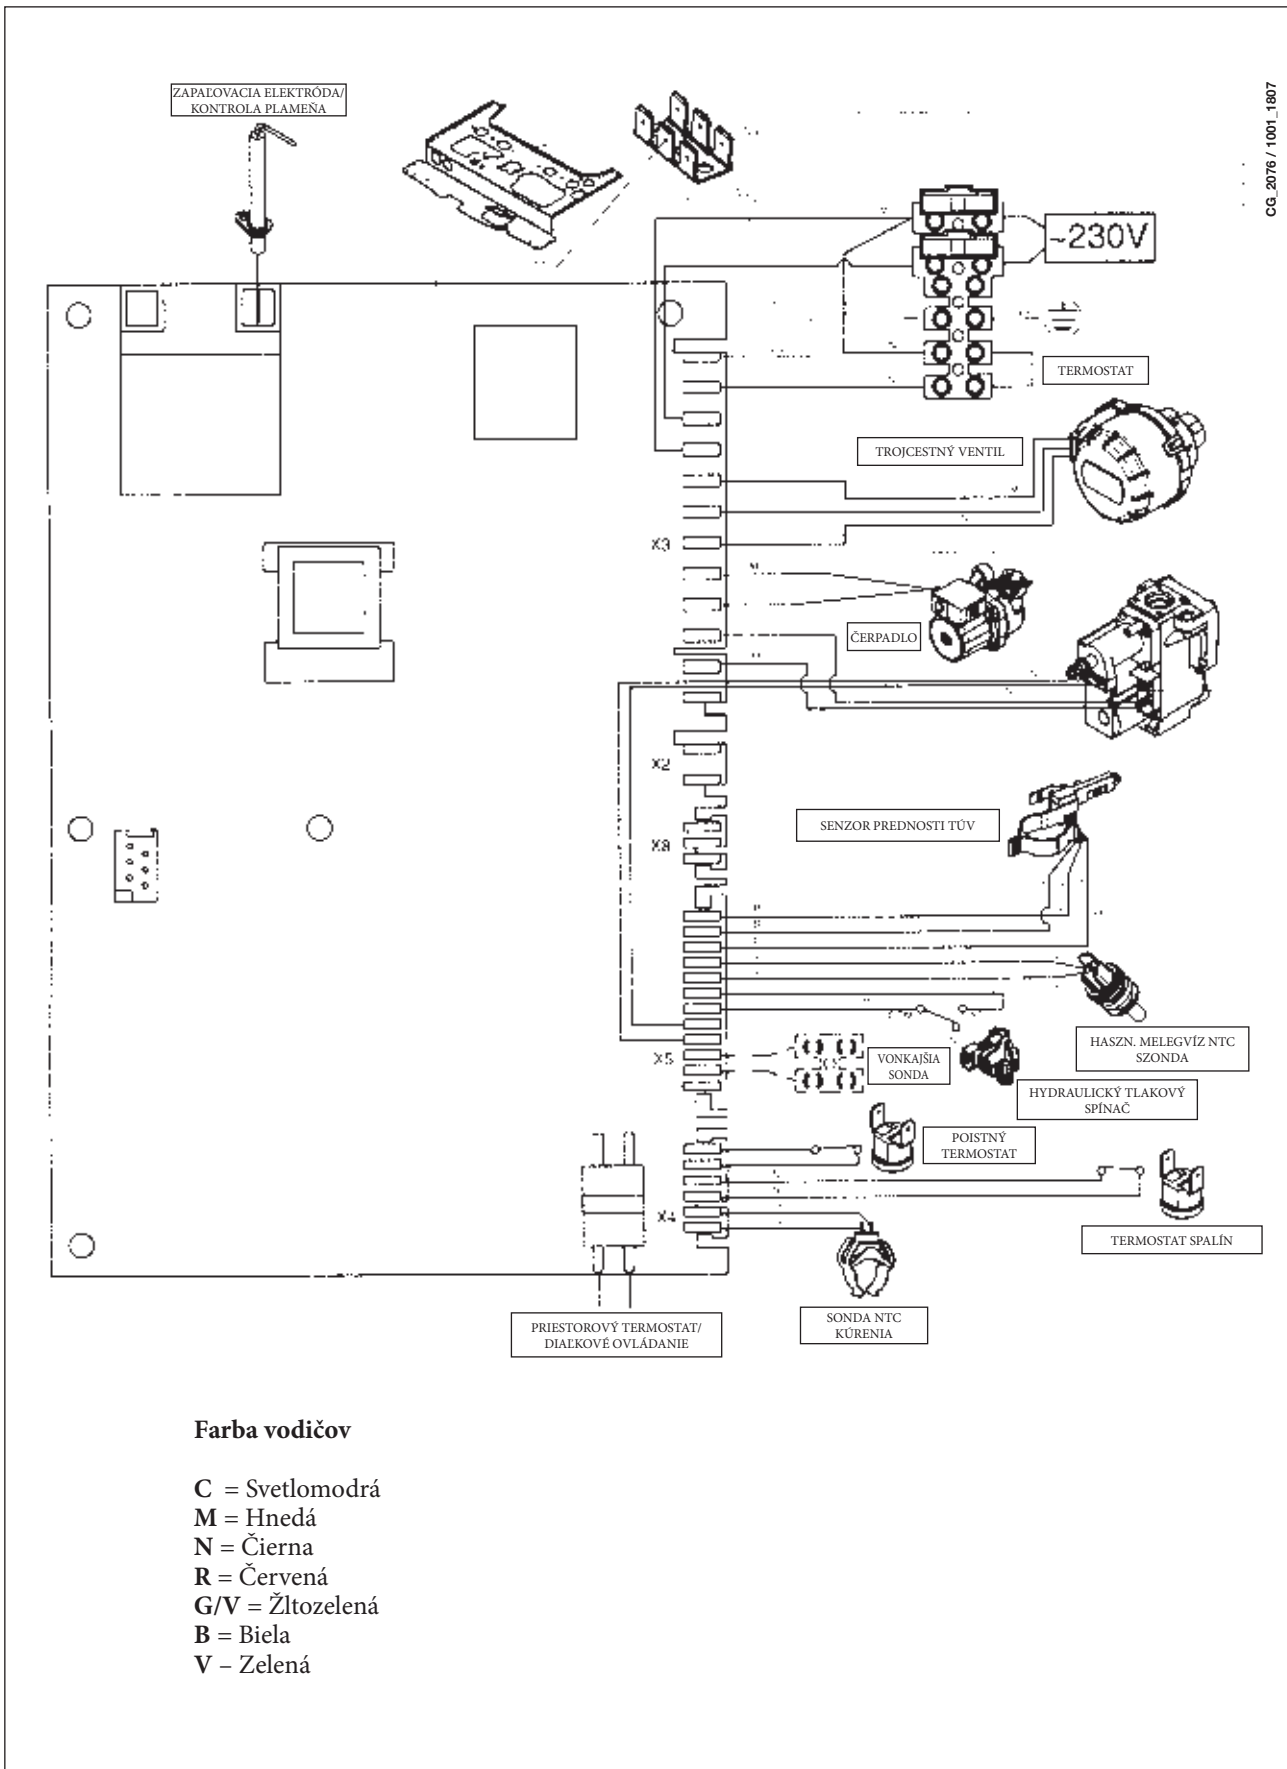 CG_2076 / 1001_1807
ZAPAĽOVACIA ELEKTRÓDA/
KONTROLA PLAMEŇA
~230V
TERMOSTAT
TROJCESTNÝ VENTIL
X3
ČERPADLO
X2
SENZOR PREDNOSTI TÚV
HASZN. MELEGVÍZ NTC
SZONDA
X5
VONKAJŠIA
SONDA
HYDRAULICKÝ TLAKOVÝ
SPÍNAČ
POISTNÝ
TERMOSTAT
X4
TERMOSTAT SPALÍN
SONDA NTC
KÚRENIA
PRIESTOROVÝ TERMOSTAT/
DIAĽKOVÉ OVLÁDANIE
Farba vodičov
C = Svetlomodrá
M = Hnedá
N = Čierna
R = Červená
G/V = Žltozelená
B = Biela
V – Zelená